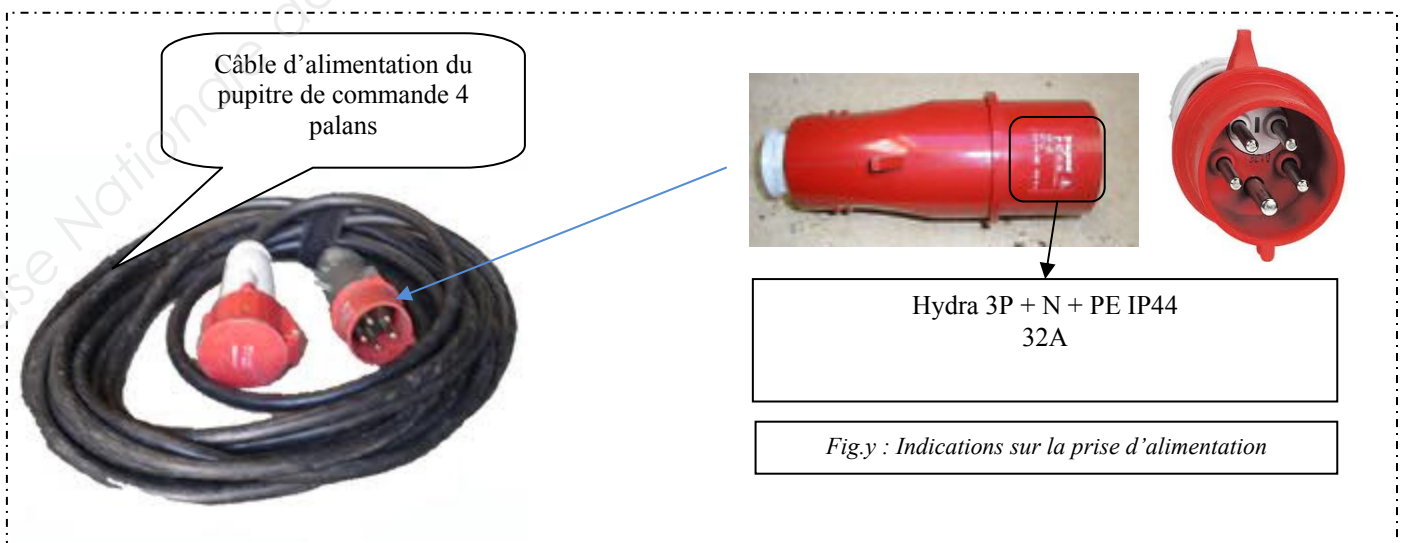 Câble d’alimentation du
pupitre de commande 4
palans
Hydra 3P + N + PE IP44
32A
Fig.y : Indications sur la prise d’alimentation